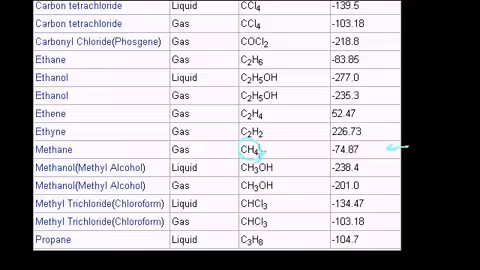 Carbon tetrachloride Liquid CCl4 -139.5
Carbon tetrachloride Gas CCl4 -103.18
Carbonyl Chloride(Phosgene) Gas COCl2 -218.8
Ethane Gas C2H6 -83.85
Ethanol Liquid C2H5OH -277.0
Ethanol Gas C2H5OH -235.3
Ethene Gas C2H4 52.47
Ethyne Gas C2H2 226.73
Methane Gas CH4 -74.87
Methanol(Methyl Alcohol) Liquid CH3OH -238.4
Methanol(Methyl Alcohol) Gas CH3OH -201.0
Methyl Trichloride(Chloroform) Liquid CHCl3 -134.47
Methyl Trichloride(Chloroform) Gas CHCl3 -103.18
Propane Liquid C3H8 -104.7